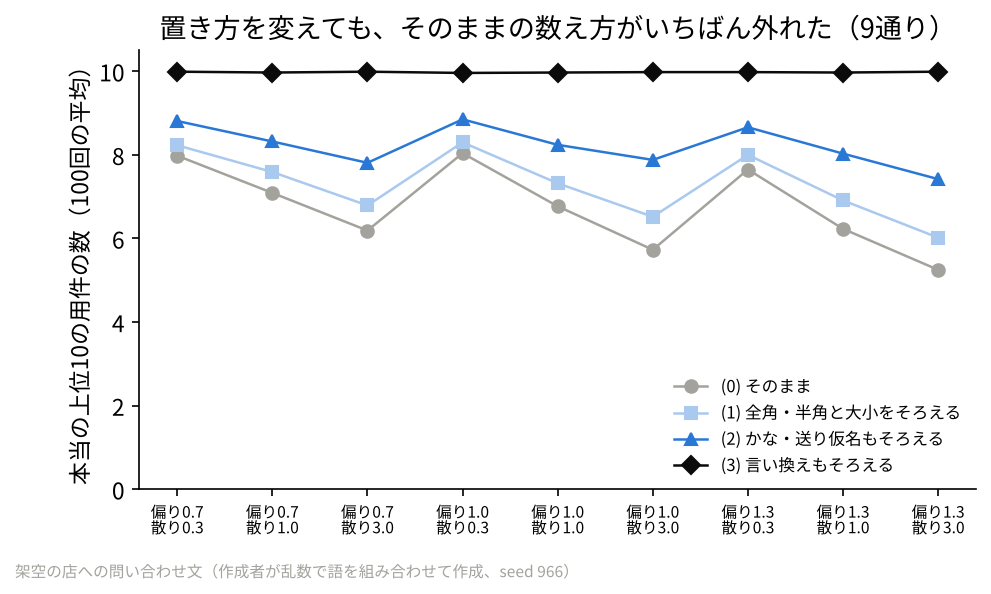 置き方を変えても、そのままの数え方がいちばん外れた（9通り）
本当の上位10の用件の数（100回の平均）
10
8
6
4
2
0
(0) そのまま
(1) 全角・半角と大小をそろえる
(2) かな・送り仮名もそろえる
(3) 言い換えもそろえる
偏り0.7
散り0.3
偏り0.7
散り1.0
偏り0.7
散り3.0
偏り1.0
散り0.3
偏り1.0
散り1.0
偏り1.0
散り3.0
偏り1.3
散り0.3
偏り1.3
散り1.0
偏り1.3
散り3.0
架空の店への問い合わせ文（作成者が乱数で語を組み合わせて作成、seed 966）